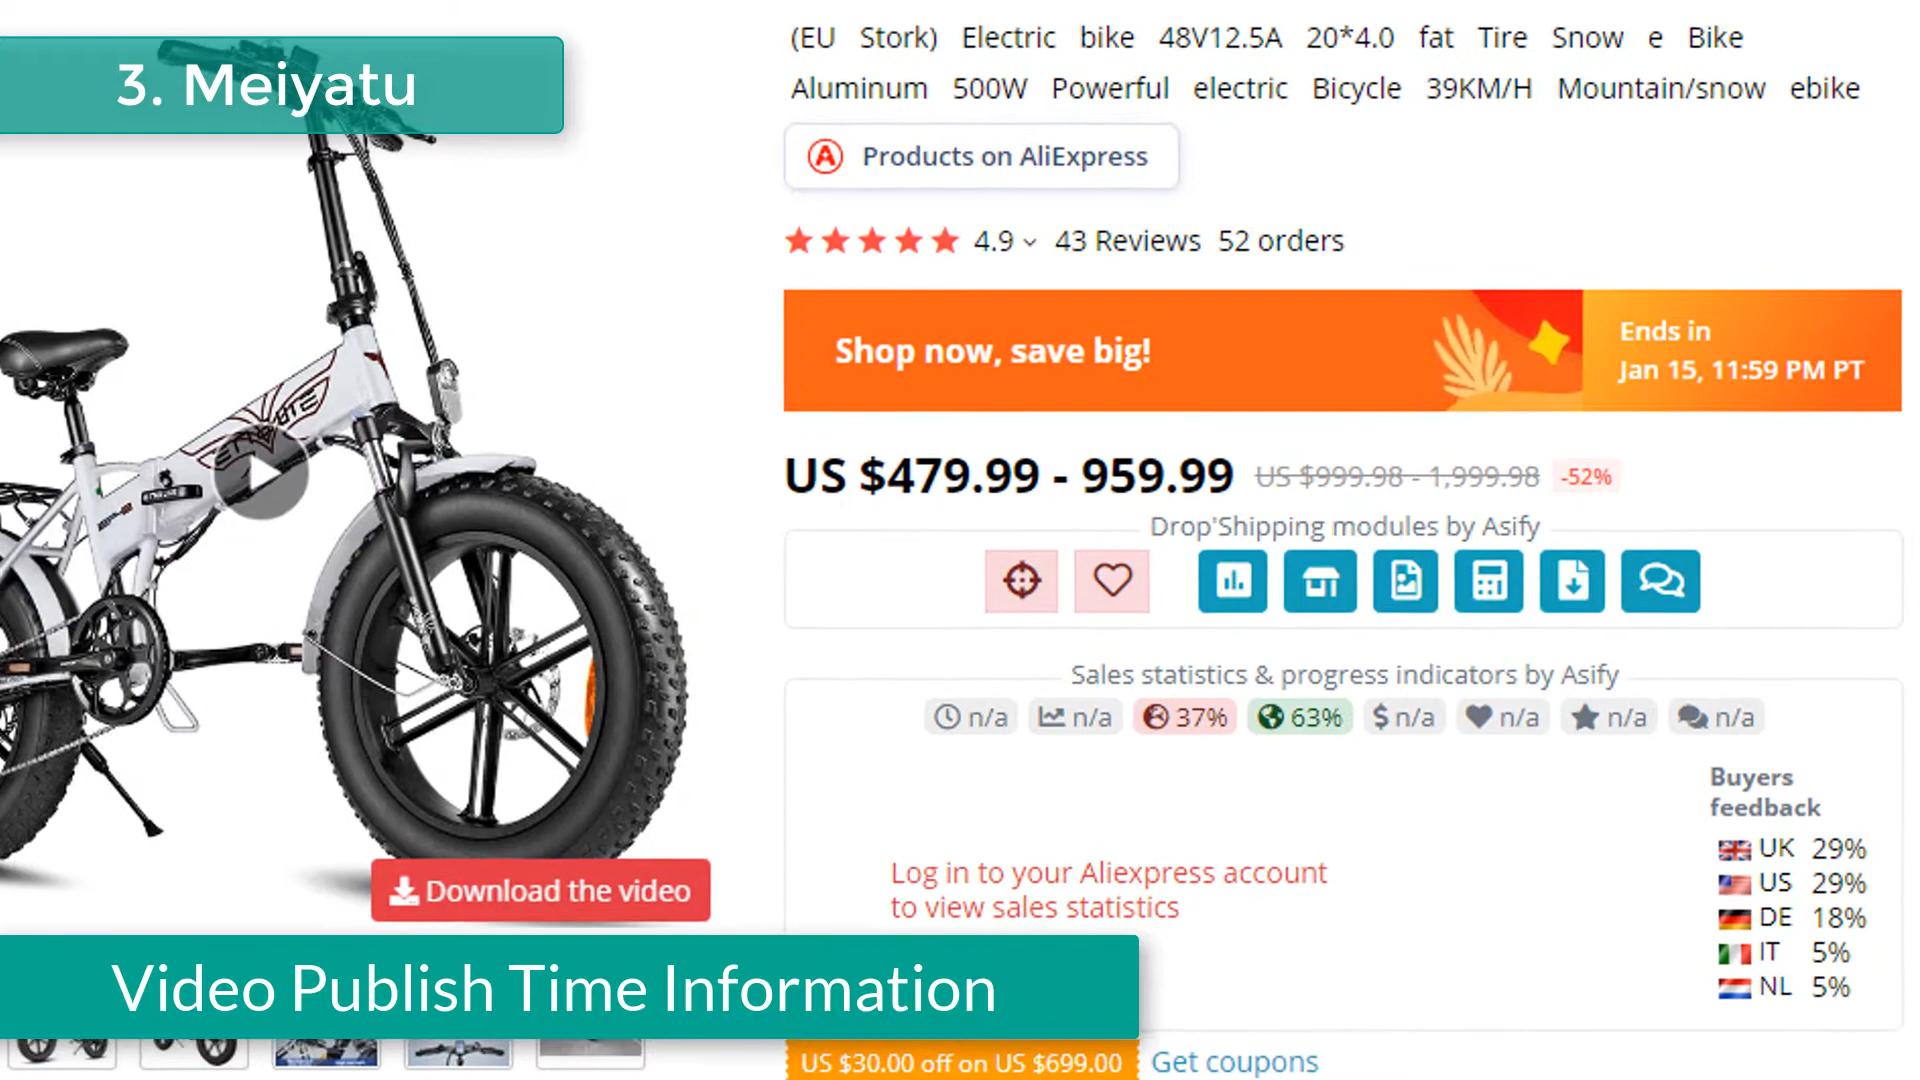 3. Meiyatu
(EU Stork) Electric bike 48V12.5A 20*4.0 fat Tire Snow e Bike
Aluminum 500W Powerful electric Bicycle 39KM/H Mountain/snow ebike
Products on AliExpress
4.9 43 Reviews 52 orders
Shop now, save big!
Ends in
Jan 15, 11:59 PM PT
US $479.99 - 959.99 US $999.98 - 1,999.98 -52%
Drop'Shipping modules by Asify
Sales statistics & progress indicators by Asify
n/a n/a 37% 63% $ n/a n/a n/a n/a
Buyers
feedback
UK 29%
US 29%
DE 18%
IT 5%
NL 5%
Log in to your Aliexpress account
to view sales statistics
Download the video
Video Publish Time Information
US $30.00 off on US $699.00 Get coupons